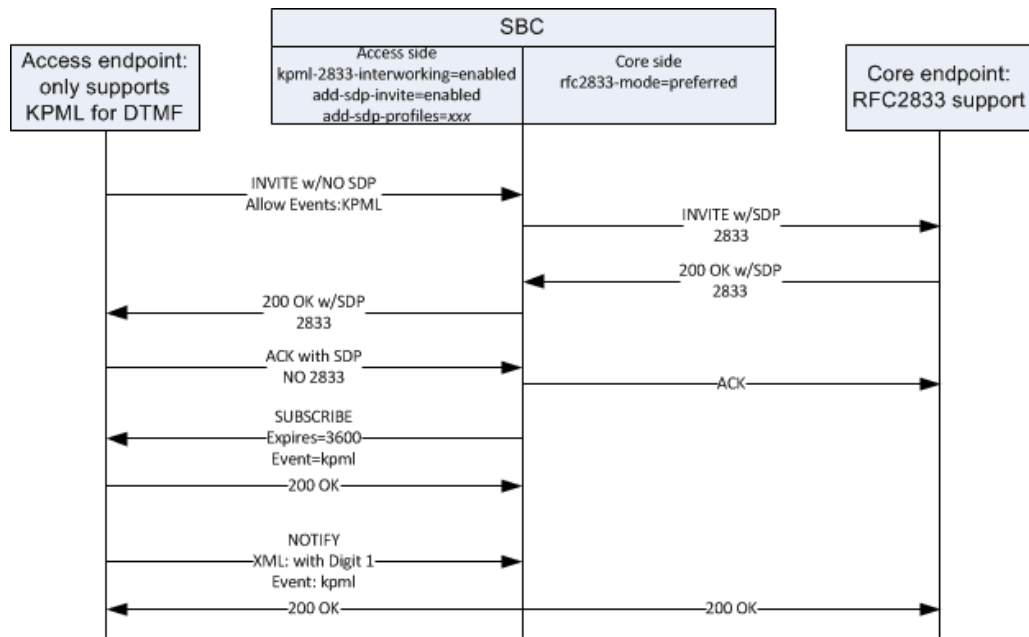 SBC
Access endpoint:
only supports
KPML for DTMF
Access side
kpml-2833-interworking=enabled
add-sdp-invite=enabled
add-sdp-profiles=xxx
Core side
rfc2833-mode=preferred
Core endpoint:
RFC2833 support
INVITE w/NO SDP
Allow Events:KPML
INVITE w/SDP
2833
200 OK w/SDP
2833
200 OK w/SDP
2833
ACK with SDP
NO 2833
ACK
SUBSCRIBE
Expires=3600
Event=kpml
200 OK
NOTIFY
XML: with Digit 1
Event: kpml
200 OK
200 OK